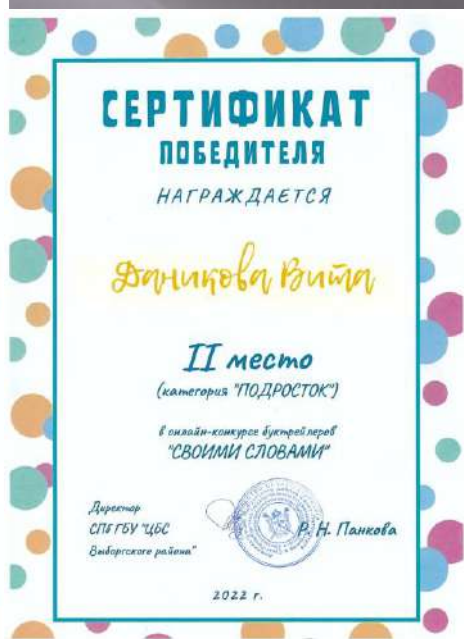 СЕРТИФИКАТ
ПОБЕДИТЕЛЯ
НАГРАЖДАЕТСЯ
Даникова Вита
II место
(категория "ПОДРОСТОК")
в онлайн-конкурсе буктрейлеров
"СВОИМИ СЛОВАМИ"
Директор
СПб ГБУ "ЦБС
Выборгского района"
Р. Н. Панкова
2022 г.